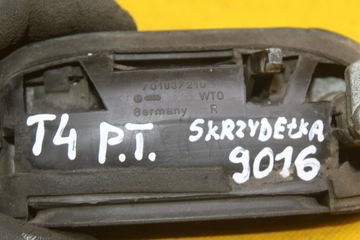 701837210
WTO
Germany R
T4 P.T. SKRZYDEŁKA
9016